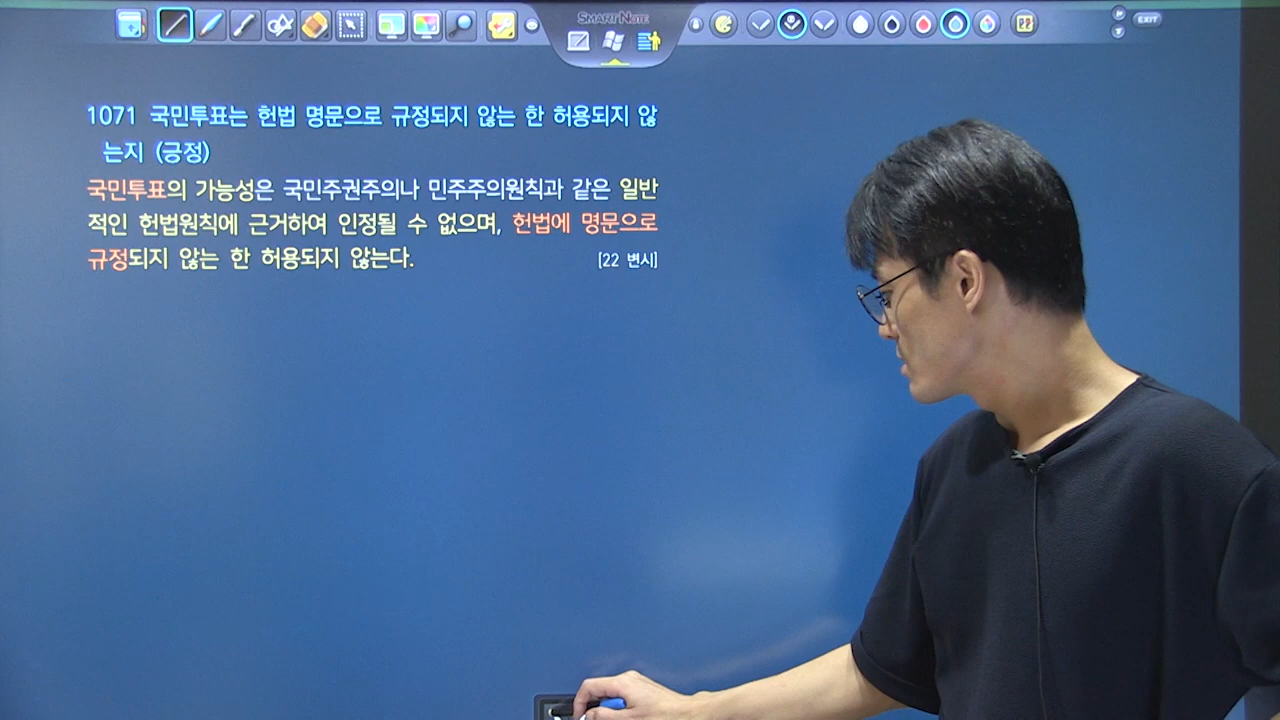 SMARTNOTE
EXIT
1071 국민투표는 헌법 명문으로 규정되지 않는 한 허용되지 않
는지 (긍정)
국민투표의 가능성은 국민주권주의나 민주주의원칙과 같은 일반
적인 헌법원칙에 근거하여 인정될 수 없으며, 헌법에 명문으로
규정되지 않는 한 허용되지 않는다. [22 변시]